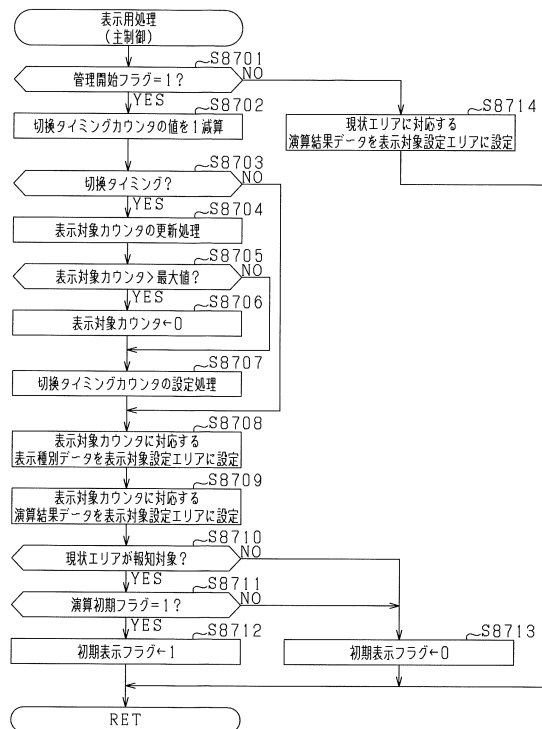 表示用処理
(主制御)
S8701
管理開始フラグ=1?
NO
YES
S8702
切換タイミングカウンタの値を1減算
S8714
現状エリアに対応する
演算結果データを表示対象設定エリアに設定
S8703
切換タイミング?
NO
YES
S8704
表示対象カウンタの更新処理
S8705
表示対象カウンタ>最大値?
NO
YES
S8706
表示対象カウンタ←0
S8707
切換タイミングカウンタの設定処理
S8708
表示対象カウンタに対応する
表示種別データを表示対象設定エリアに設定
S8709
表示対象カウンタに対応する
演算結果データを表示対象設定エリアに設定
S8710
現状エリアが報知対象?
NO
YES
S8711
演算初期フラグ=1?
NO
YES
S8712
初期表示フラグ←1
S8713
初期表示フラグ←0
RET